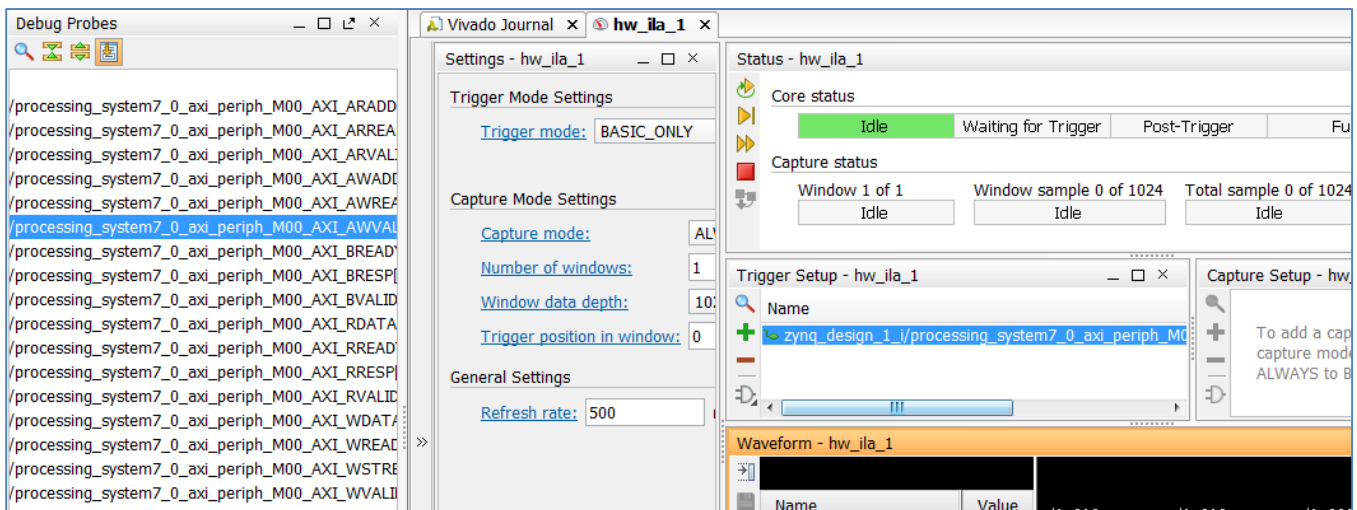 Debug Probes
/processing_system7_0_axi_periph_M00_AXI_ARADD
/processing_system7_0_axi_periph_M00_AXI_ARREA
/processing_system7_0_axi_periph_M00_AXI_ARVALI
/processing_system7_0_axi_periph_M00_AXI_AWADD
/processing_system7_0_axi_periph_M00_AXI_AWREA
/processing_system7_0_axi_periph_M00_AXI_AWVAL
/processing_system7_0_axi_periph_M00_AXI_BREADY
/processing_system7_0_axi_periph_M00_AXI_BRESP[
/processing_system7_0_axi_periph_M00_AXI_BVALID
/processing_system7_0_axi_periph_M00_AXI_RDATA
/processing_system7_0_axi_periph_M00_AXI_RREADY
/processing_system7_0_axi_periph_M00_AXI_RRESP[
/processing_system7_0_axi_periph_M00_AXI_RVALID
/processing_system7_0_axi_periph_M00_AXI_WDATA
/processing_system7_0_axi_periph_M00_AXI_WREAD
/processing_system7_0_axi_periph_M00_AXI_WSTRE
/processing_system7_0_axi_periph_M00_AXI_WVALI
Vivado Journal hw_ila_1
Settings - hw_ila_1
Trigger Mode Settings
Trigger mode: BASIC_ONLY
Capture Mode Settings
Capture mode: AL
Number of windows: 1
Window data depth: 102
Trigger position in window: 0
General Settings
Refresh rate: 500
Status - hw_ila_1
Core status
Idle Waiting for Trigger Post-Trigger Fu
Capture status
Window 1 of 1 Window sample 0 of 1024 Total sample 0 of 1024
Idle Idle Idle
Trigger Setup - hw_ila_1
Name
zynq_design_1_i/processing_system7_0_axi_periph_M0
Capture Setup - hw_
To add a cap
capture mode
ALWAYS to B
Waveform - hw_ila_1
Name Value